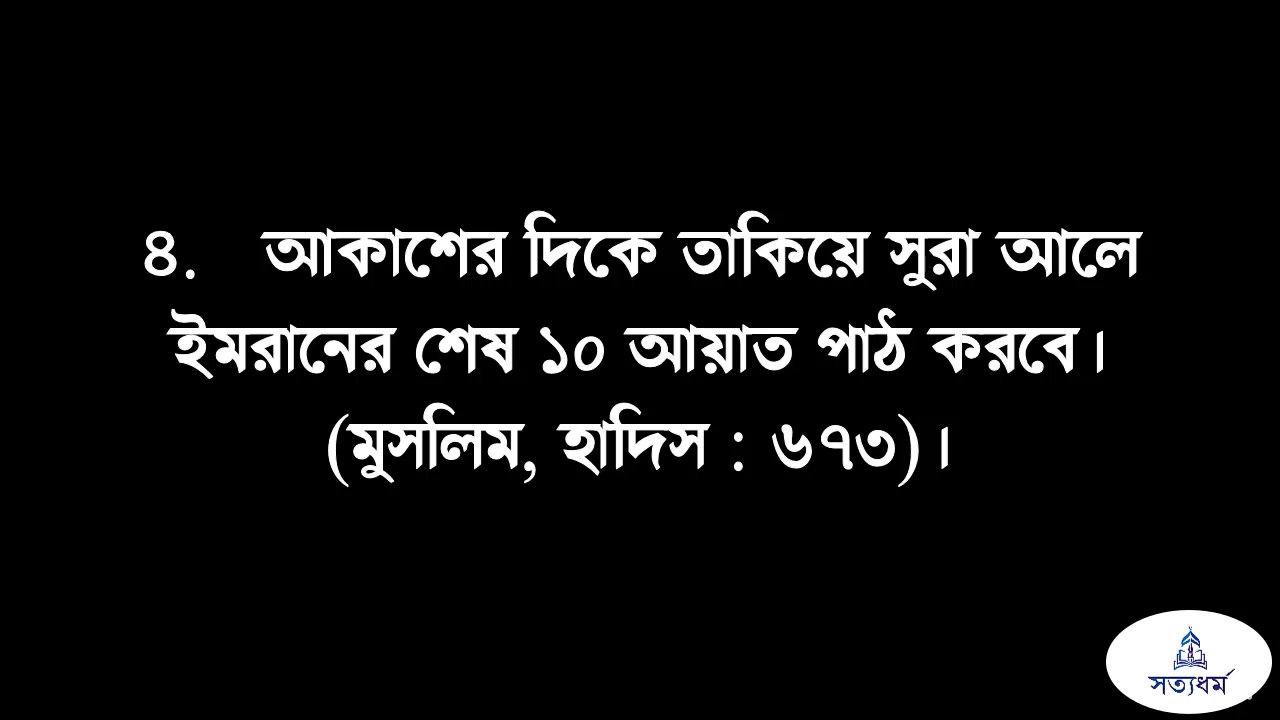 ৪. আকাশের দিকে তাকিয়ে সুরা আলে
ইমরানের শেষ ১০ আয়াত পাঠ করবে।
(মুসলিম, হাদিস : ৬৭৩)।
সত্যধর্ম